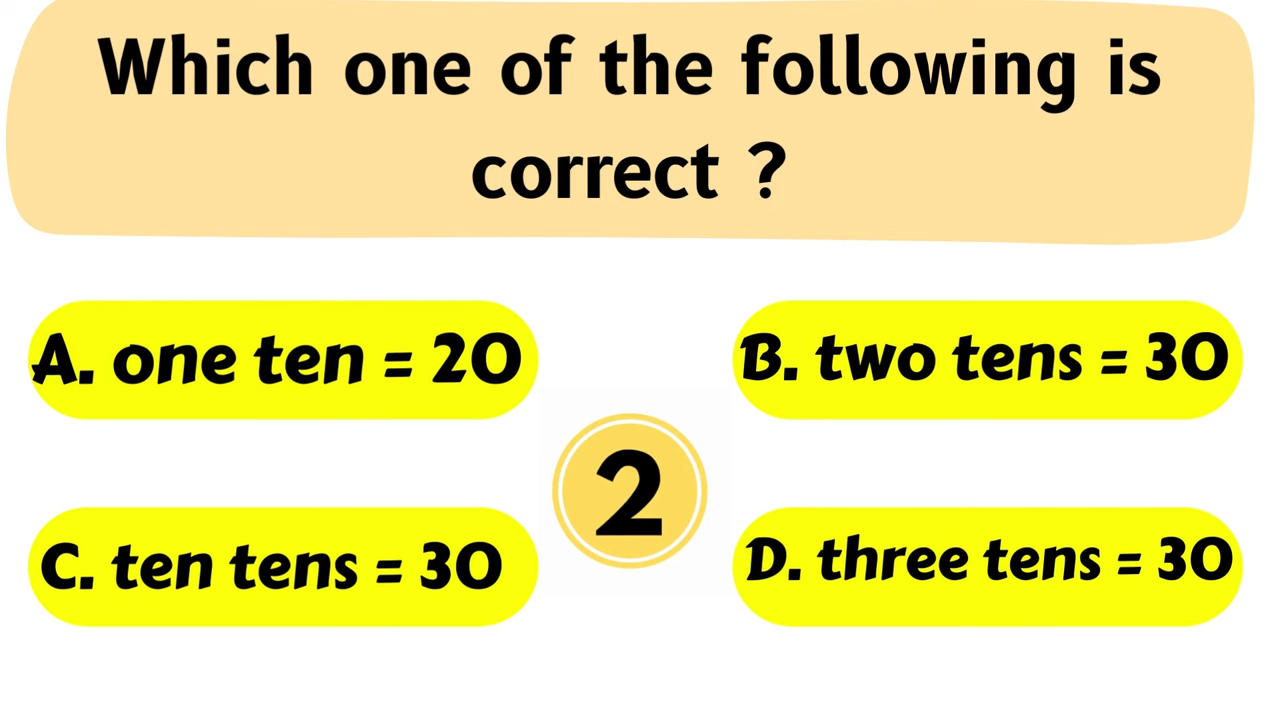 Which one of the following is
correct ?
A. one ten = 20
B. two tens = 30
2
C. ten tens = 30
D. three tens = 30